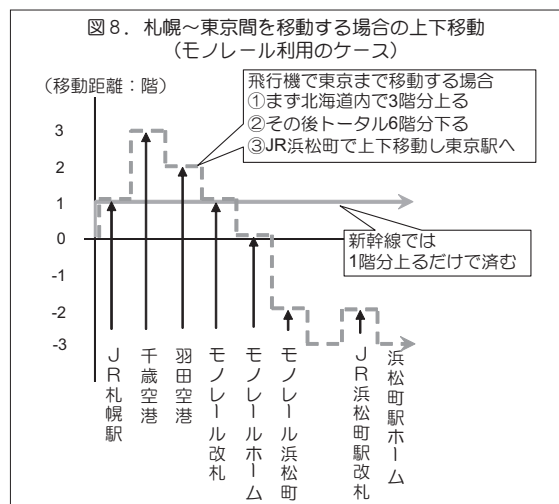 図８．札幌～東京間を移動する場合の上下移動
（モノレール利用のケース）
（移動距離：階）
飛行機で東京まで移動する場合
①まず北海道内で3階分上る
②その後トータル6階分下る
③JR浜松町で上下移動し東京駅へ
3
2
1
0
-1
-2
-3
新幹線では
1階分上るだけで済む
ＪＲ札幌駅
千歳空港
羽田空港
モノレール改札
モノレールホーム
モノレール浜松町
ＪＲ浜松町駅改札
浜松町駅ホーム